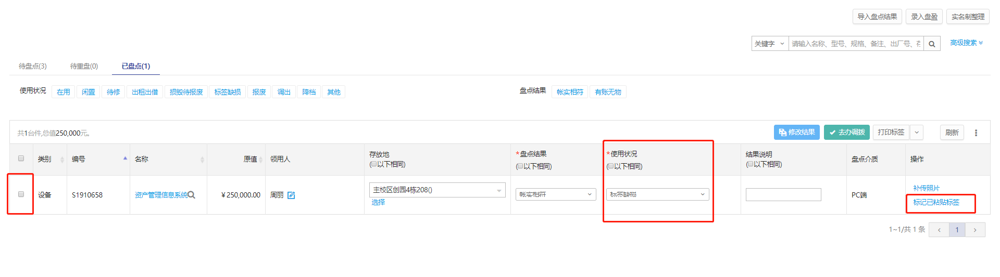 导入盘点结果 录入盘盈 实名制整理
关键字 请输入名称、型号、规格、备注、出厂号、存 高级搜索
待盘点(3) 待重盘(0) 已盘点(1)
使用状况 在用 闲置 待修 出租出借 损毁待报废 标签缺损 报废 调出 降档 其他 盘点结果 帐实相符 有账无物
共1台件,总值250,000元。 修改结果 去办调拨 打印标签 刷新
类别 编号 名称 原值 领用人 存放地 *盘点结果 *使用状况 结果说明 盘点介质 操作
(以下相同) (以下相同) (以下相同) (以下相同)
设备 S1910658 资产管理信息系统 ￥250,000.00 周丽 主校区创园4栋208() 帐实相符 标签缺损 PC端 补传照片
选择 标记已粘贴标签
1~1/共 1 条 1